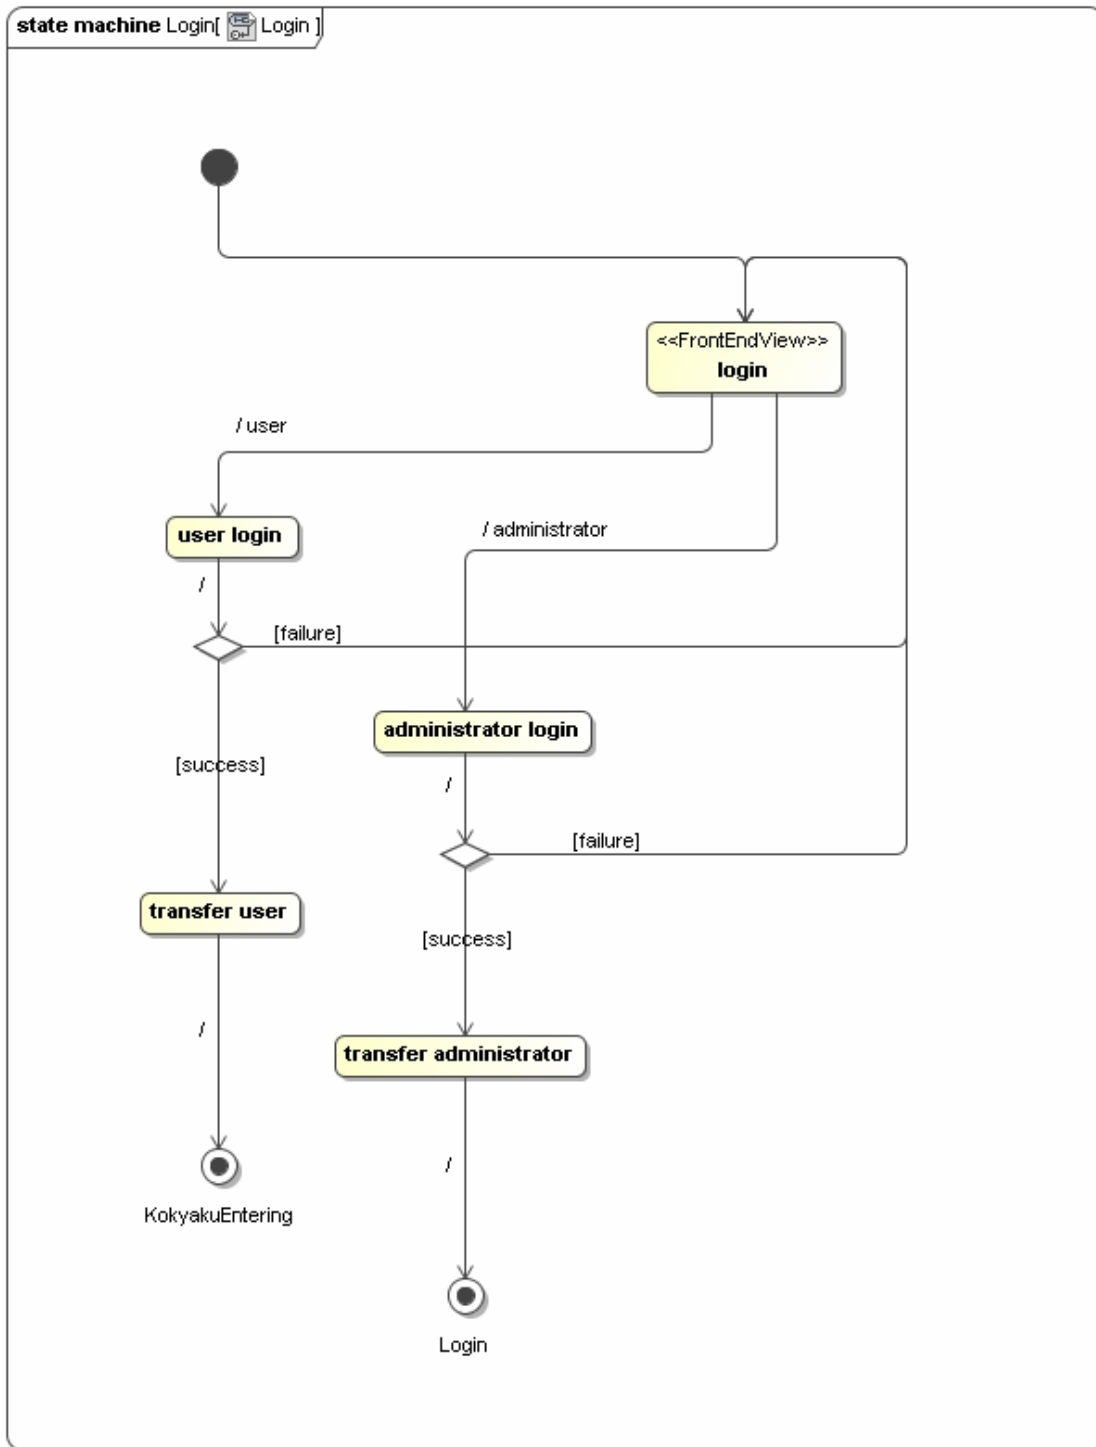 state machine Login[ Login ]
<<FrontEndView>>
login
/ user
/ administrator
user login
/
[failure]
administrator login
[success]
/
[failure]
transfer user
[success]
/
transfer administrator
/
KokyakuEntering
Login